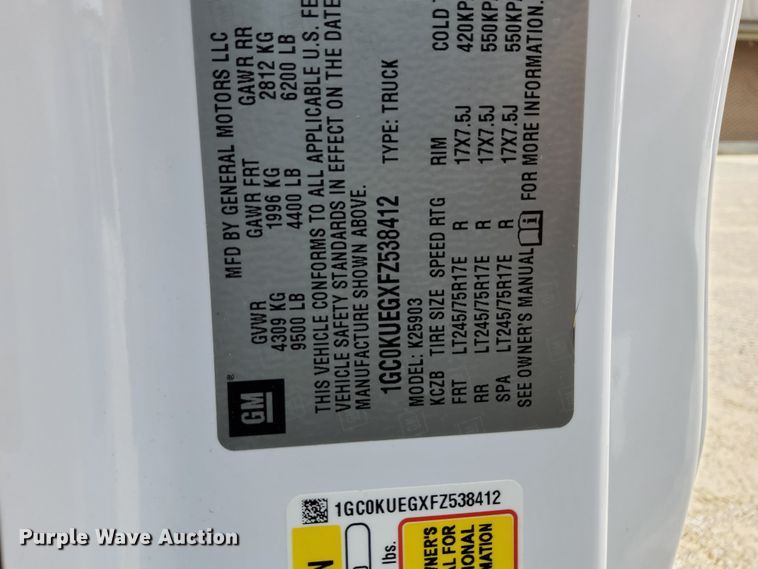 MFD BY GENERAL MOTORS LLC
GVWR GAWR FRT GAWR RR
4309 KG 1996 KG 2812 KG
9500 LB 4400 LB 6200 LB
THIS VEHICLE CONFORMS TO ALL APPLICABLE U.S. FE
VEHICLE SAFETY STANDARDS IN EFFECT ON THE DATE
MANUFACTURE SHOWN ABOVE.
1GC0KUEGXFZ538412 TYPE: TRUCK
MODEL: K25903
KCZB TIRE SIZE SPEED RTG RIM COLD
FRT LT245/75R17E R 17X7.5J 420KP
RR LT245/75R17E R 17X7.5J 550KP
SPA LT245/75R17E R 17X7.5J 550KP
SEE OWNER'S MANUAL FOR MORE INFORMATION.
GM®
1GC0KUEGXFZ538412
lbs.
Purple Wave Auction